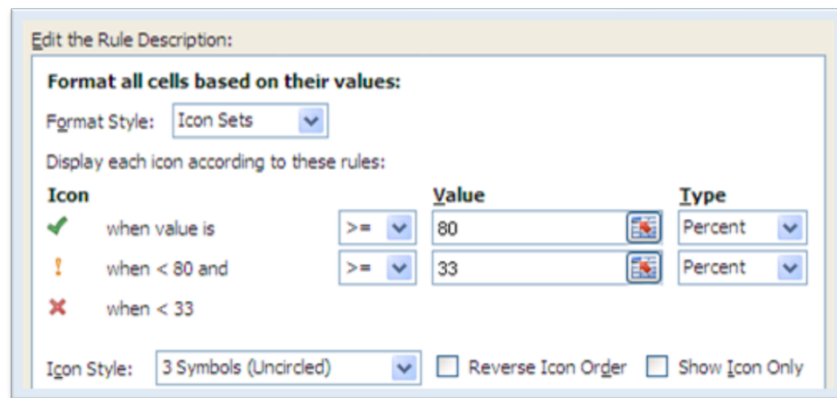 Edit the Rule Description:
Format all cells based on their values:
Format Style: Icon Sets
Display each icon according to these rules:
Icon Value Type
when value is >= 80 Percent
when < 80 and >= 33 Percent
when < 33
Icon Style: 3 Symbols (Uncircled) Reverse Icon Order Show Icon Only